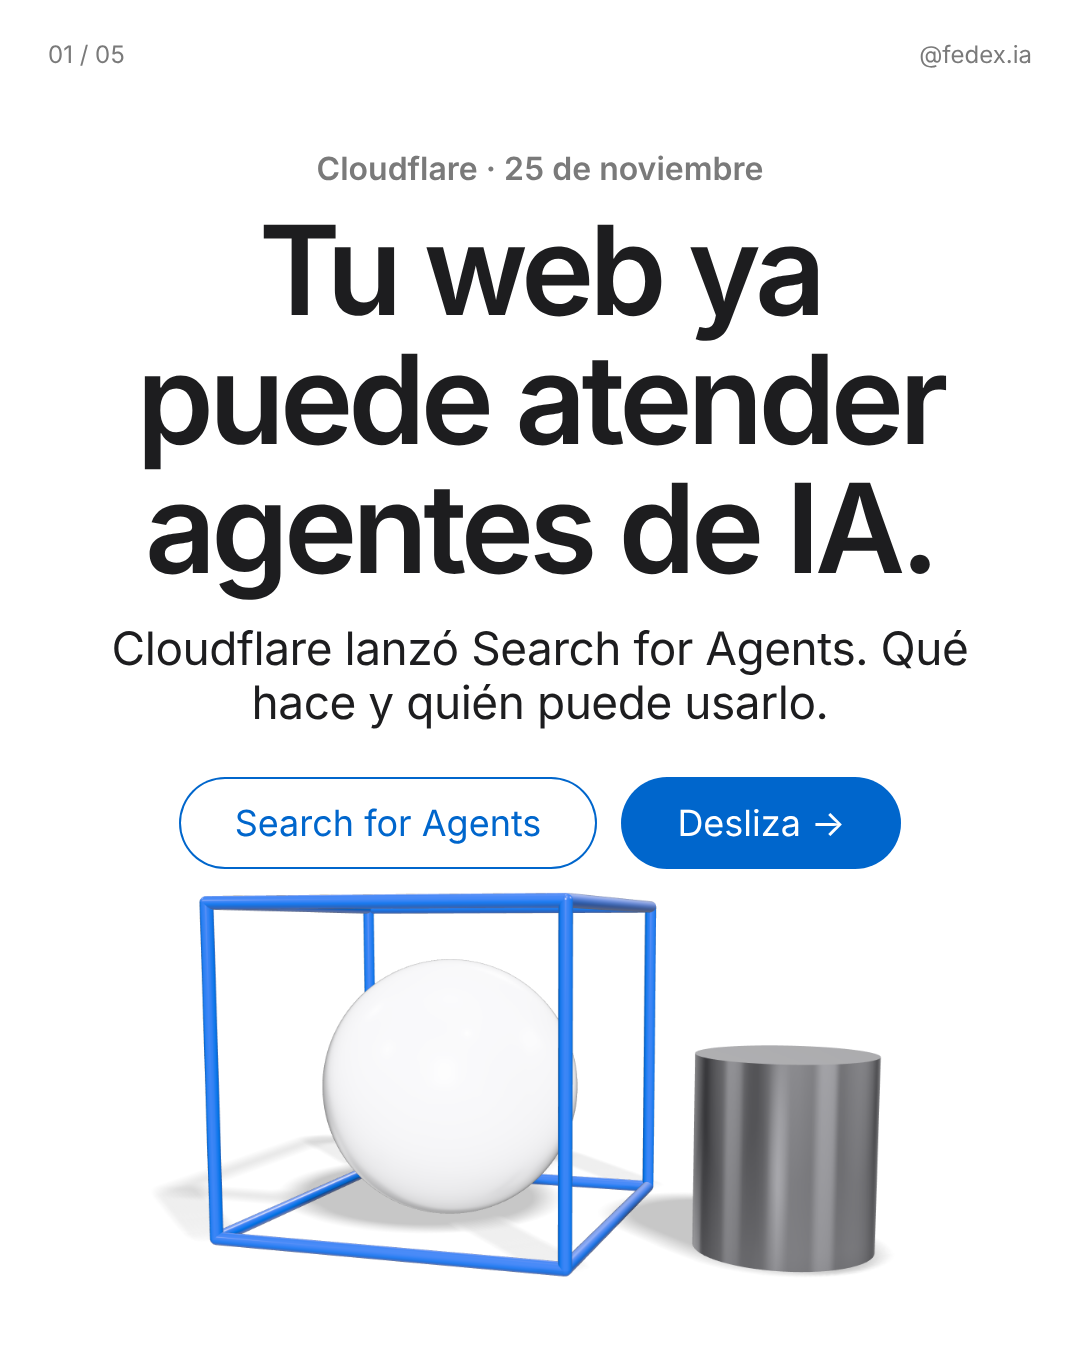 01 / 05
@fedex.ia
Cloudflare · 25 de noviembre
Tu web ya
puede atender
agentes de IA.
Cloudflare lanzó Search for Agents. Qué
hace y quién puede usarlo.
Search for Agents
Desliza →